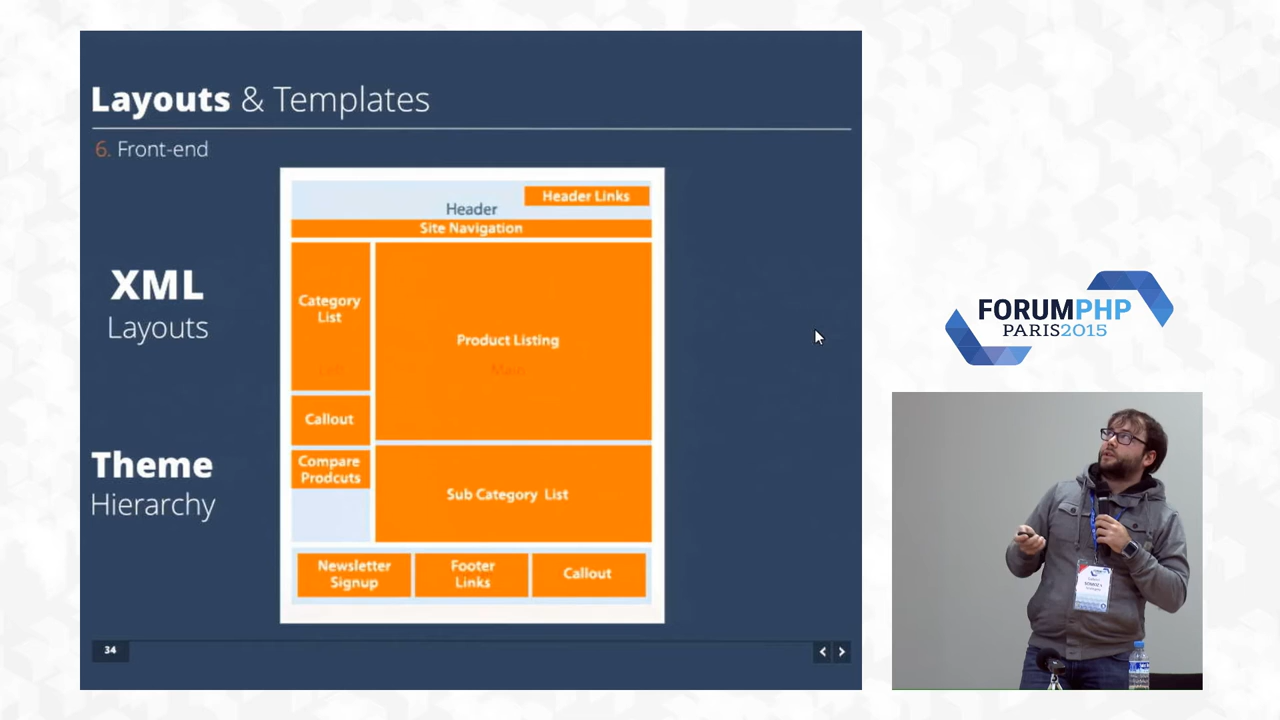 Layouts & Templates
6. Front-end
XML
Layouts
Theme
Hierarchy
Header Links
Header
Site Navigation
Category
List
Product Listing
Main
Callout
Compare
Prodcuts
Sub Category List
Newsletter
Signup
Footer
Links
Callout
34
FORUMPHP
PARIS2015